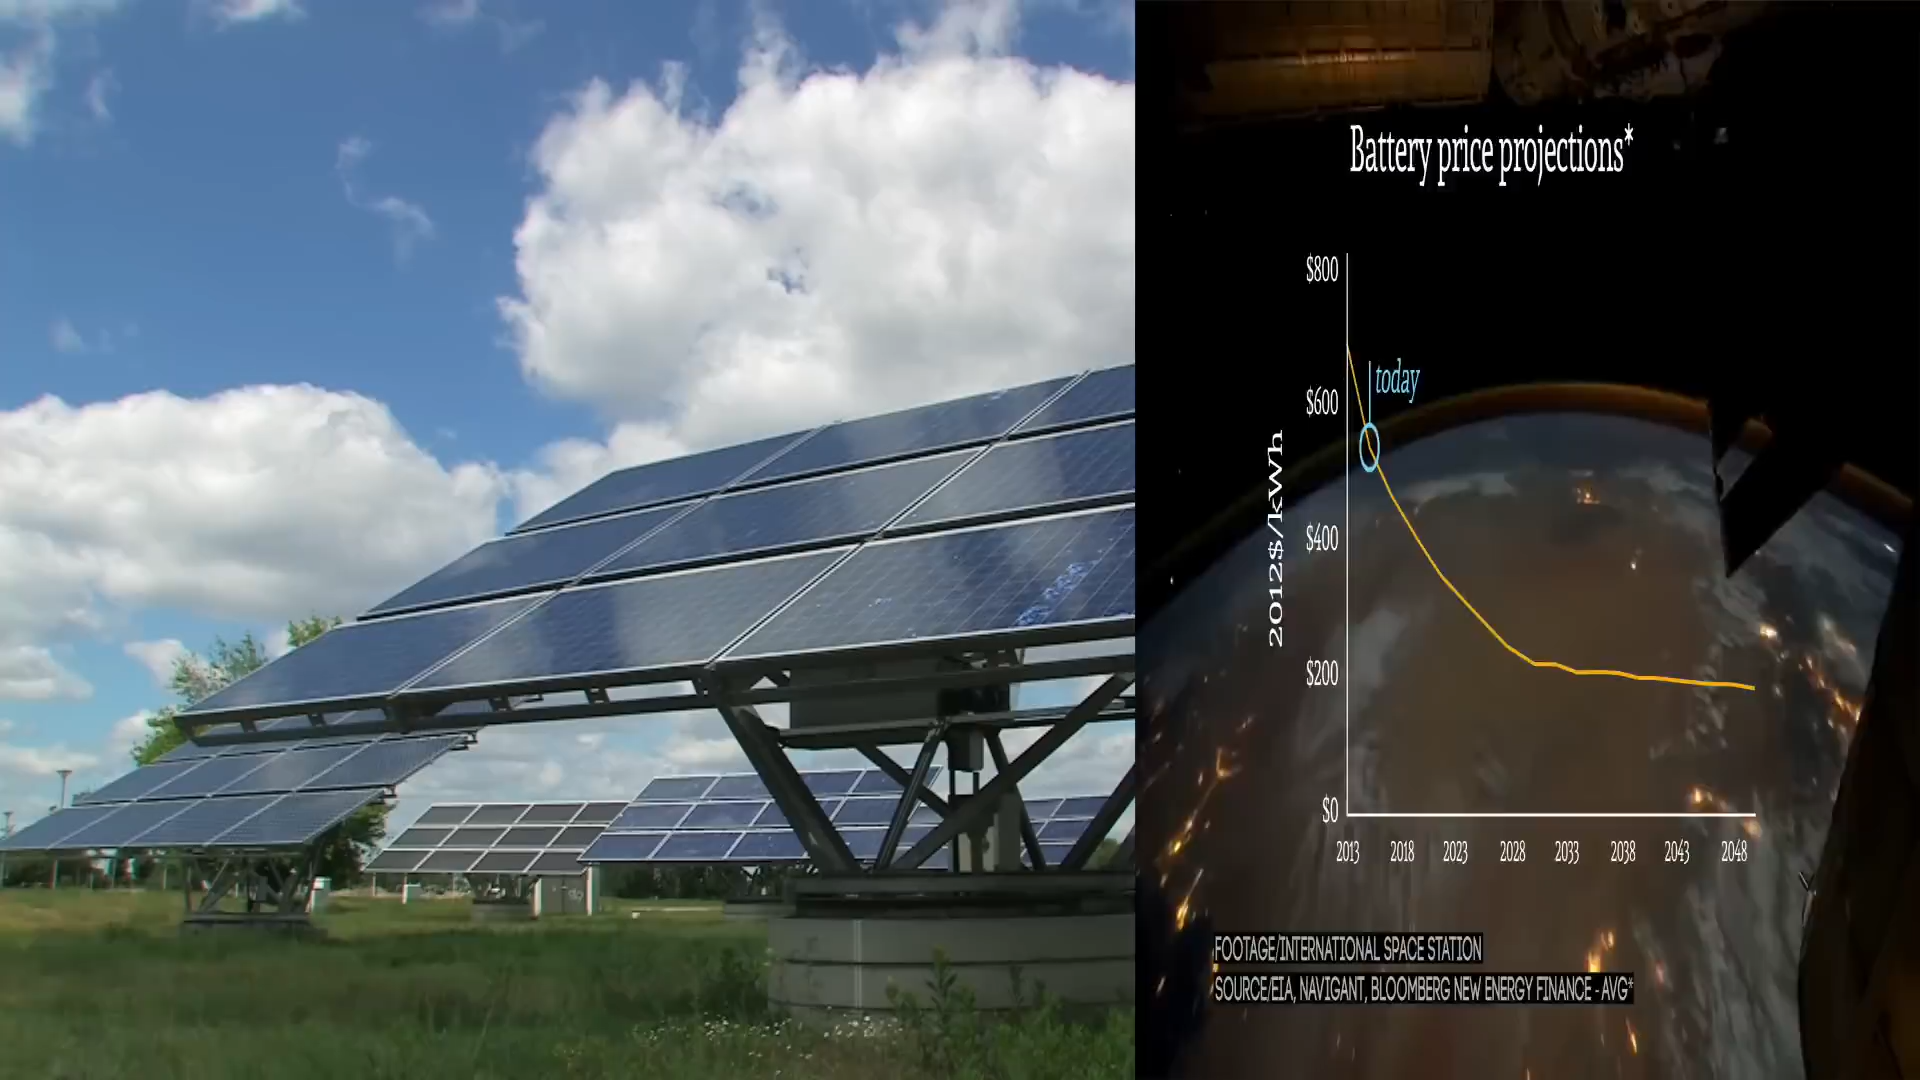 Battery price projections*
$800
today
$600
2012$/kWh
$400
$200
$0
2013 2018 2023 2028 2033 2038 2043 2048
FOOTAGE/INTERNATIONAL SPACE STATION
SOURCE/EIA, NAVIGANT, BLOOMBERG NEW ENERGY FINANCE - AVG*